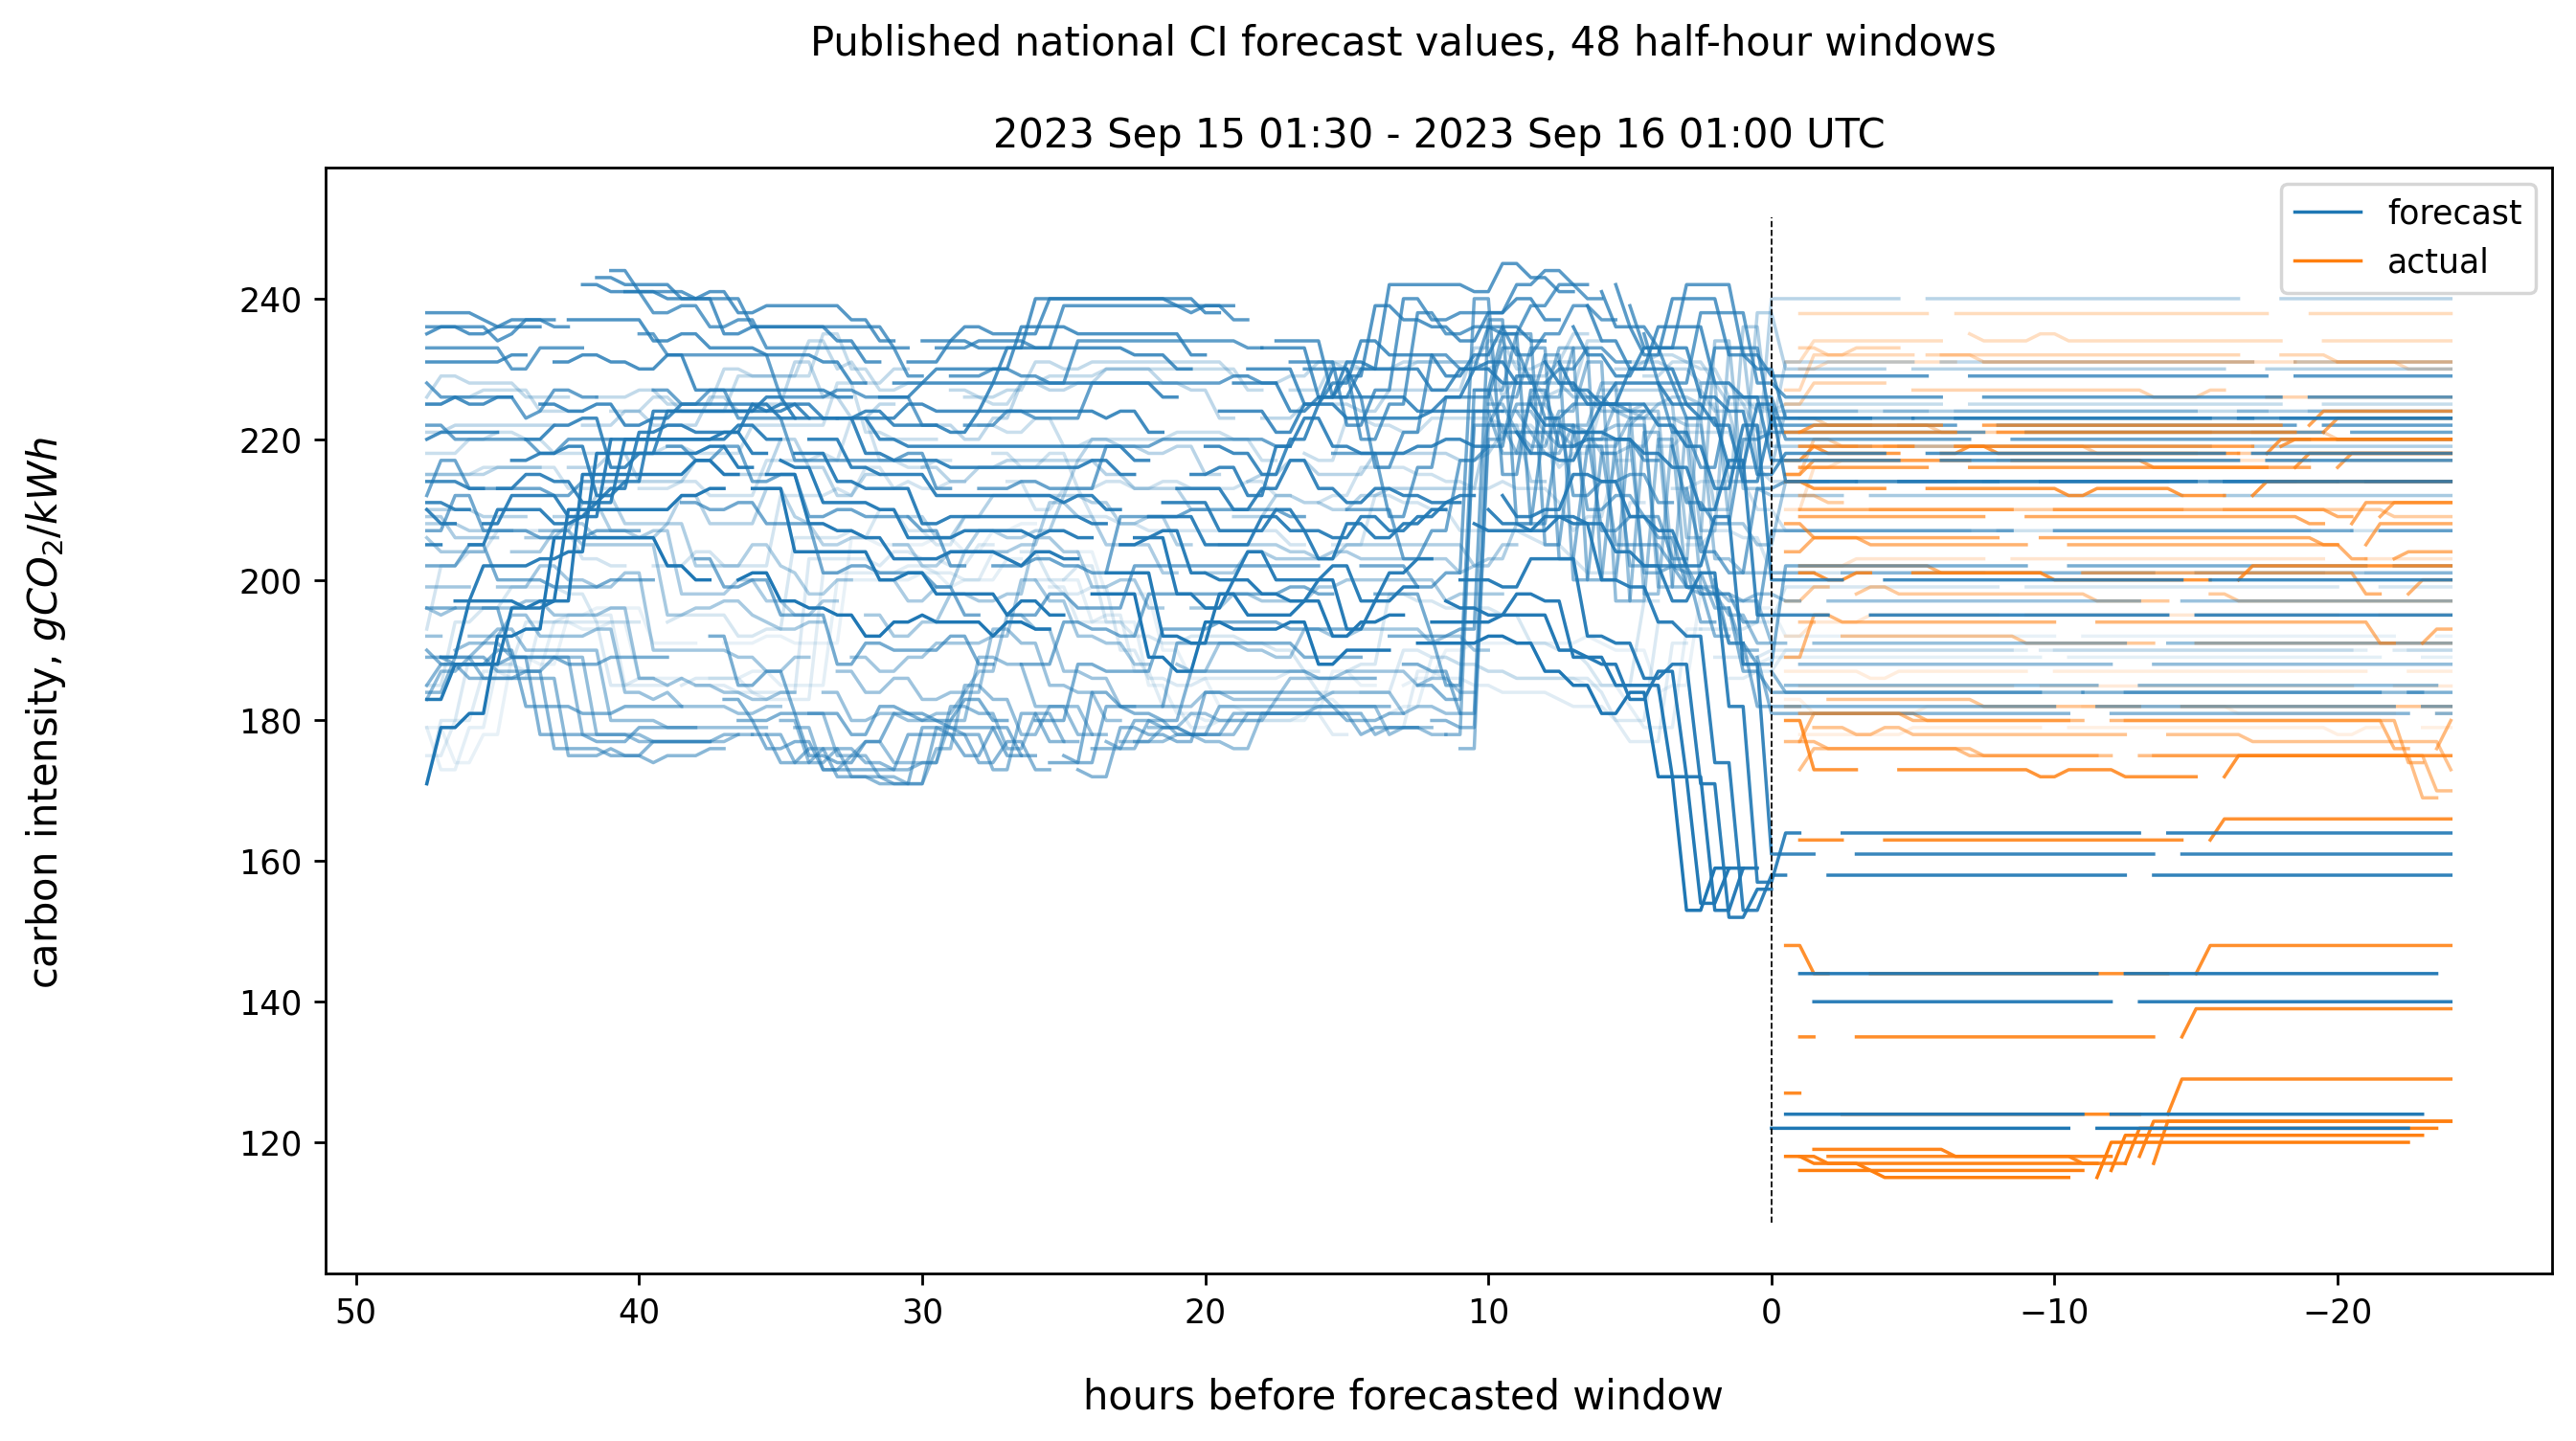 Published national CI forecast values, 48 half-hour windows
2023 Sep 15 01:30 - 2023 Sep 16 01:00 UTC
forecast
actual
carbon intensity, gCO₂/kWh
240
220
200
180
160
140
120
50 40 30 20 10 0 −10 −20
hours before forecasted window